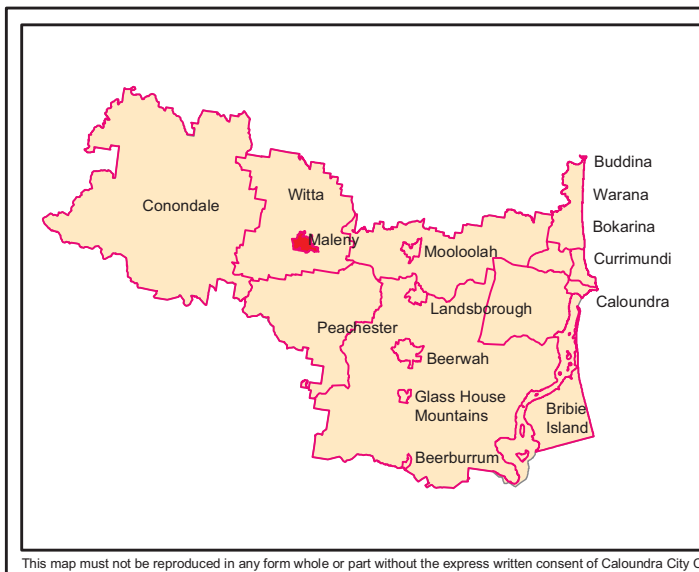 Buddina
Warana
Bokarina
Currimundi
Caloundra
Conondale
Witta
Maleny
Mooloolah
Landsborough
Peachester
Beerwah
Glass House
Mountains
Bribie
Island
Beerburrum
This map must not be reproduced in any form whole or part without the express written consent of Caloundra City C